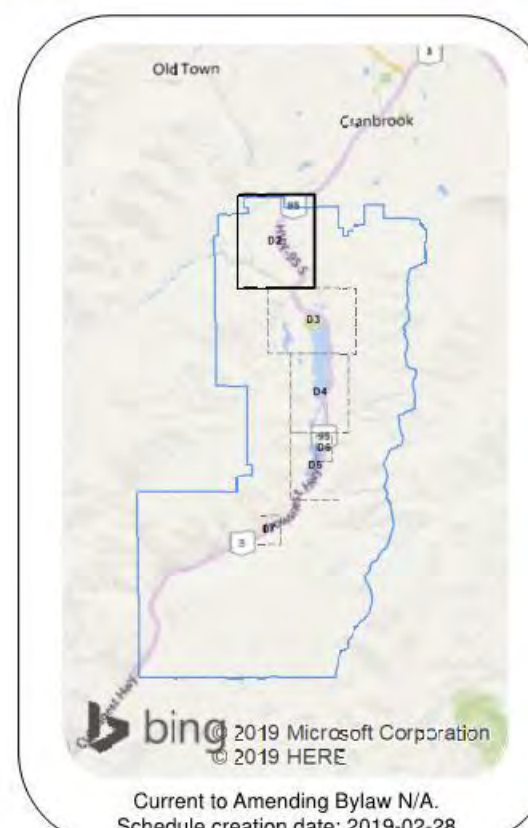 3
Old Town
Cranbrook
95
D2
HWY 95 S
D3
D4
95
D6
D5
D7
3
bing
© 2019 Microsoft Corporation
© 2019 HERE
Current to Amending Bylaw N/A.
Schedule creation date: 2019-02-28